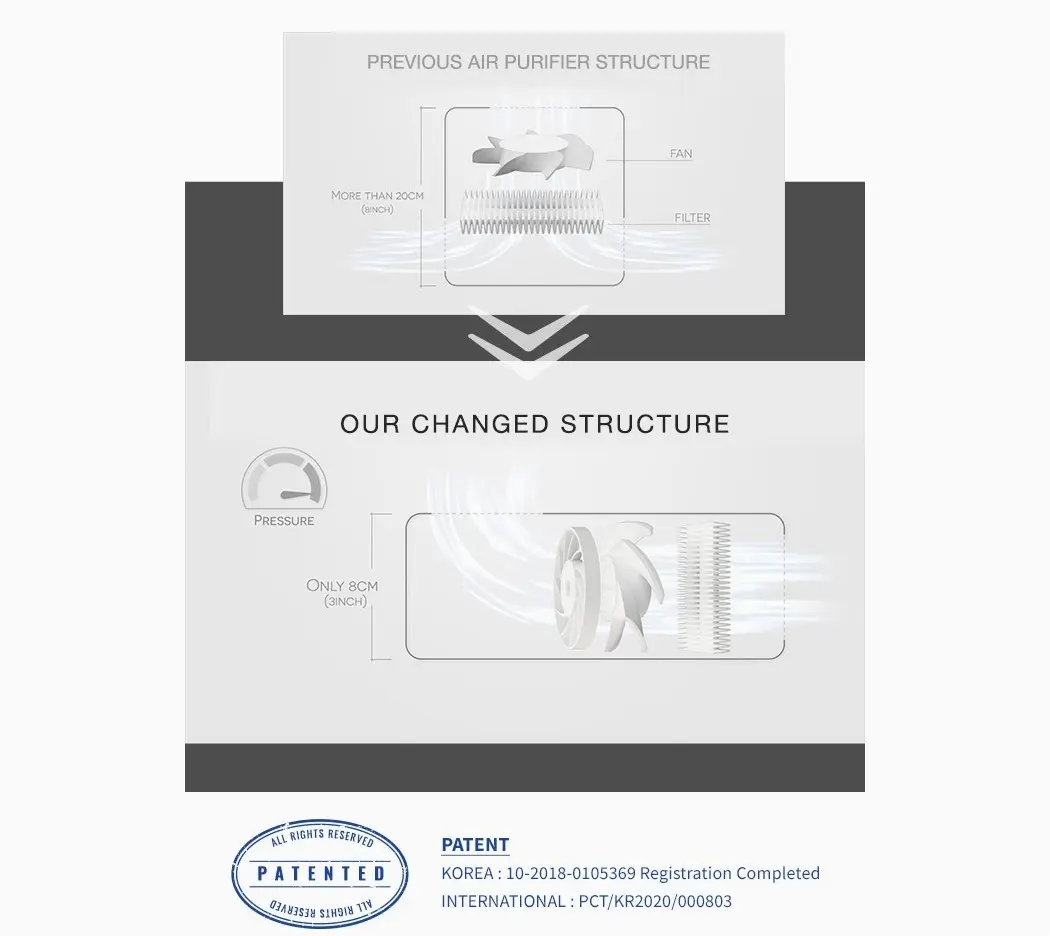 PREVIOUS AIR PURIFIER STRUCTURE
FAN
MORE THAN 20CM
(8INCH)
FILTER
OUR CHANGED STRUCTURE
PRESSURE
ONLY 8CM
(3INCH)
ALL RIGHTS RESERVED
PATENTED
ALL RIGHTS RESERVED
PATENT
KOREA : 10-2018-0105369 Registration Completed
INTERNATIONAL : PCT/KR2020/000803